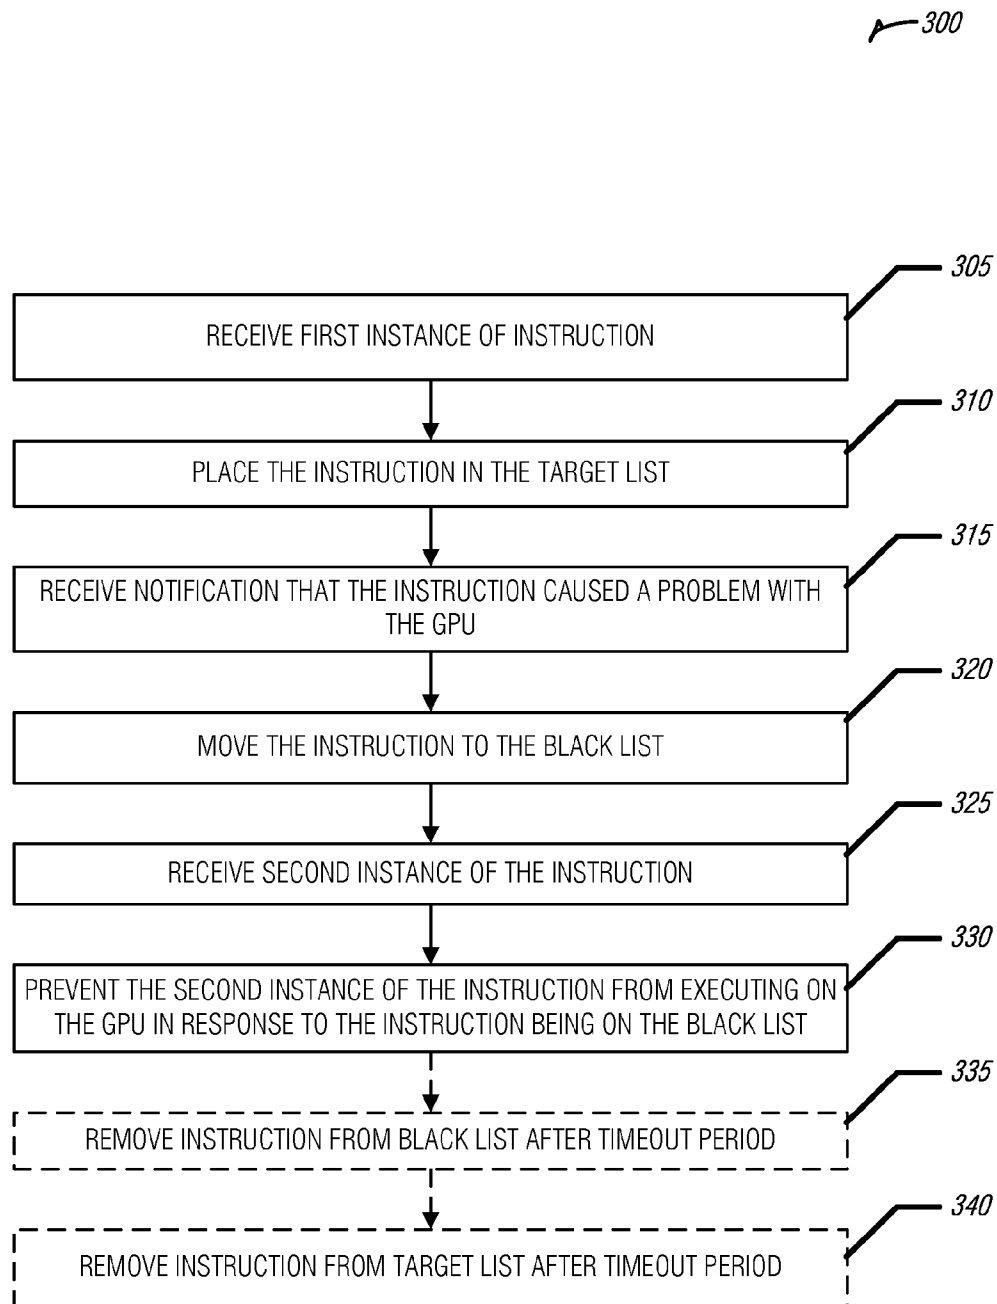 300
305
RECEIVE FIRST INSTANCE OF INSTRUCTION
310
PLACE THE INSTRUCTION IN THE TARGET LIST
315
RECEIVE NOTIFICATION THAT THE INSTRUCTION CAUSED A PROBLEM WITH
THE GPU
320
MOVE THE INSTRUCTION TO THE BLACK LIST
325
RECEIVE SECOND INSTANCE OF THE INSTRUCTION
330
PREVENT THE SECOND INSTANCE OF THE INSTRUCTION FROM EXECUTING ON
THE GPU IN RESPONSE TO THE INSTRUCTION BEING ON THE BLACK LIST
335
REMOVE INSTRUCTION FROM BLACK LIST AFTER TIMEOUT PERIOD
340
REMOVE INSTRUCTION FROM TARGET LIST AFTER TIMEOUT PERIOD